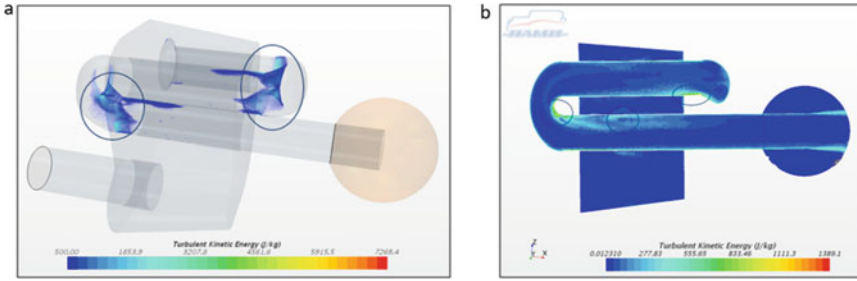 a
Turbulent Kinetic Energy (J/kg)
500.00 1853.9 3207.8 4561.6 5915.5 7269.4
b
Z
Y X
Turbulent Kinetic Energy (J/kg)
0.012310 277.83 555.65 833.46 1111.3 1389.1